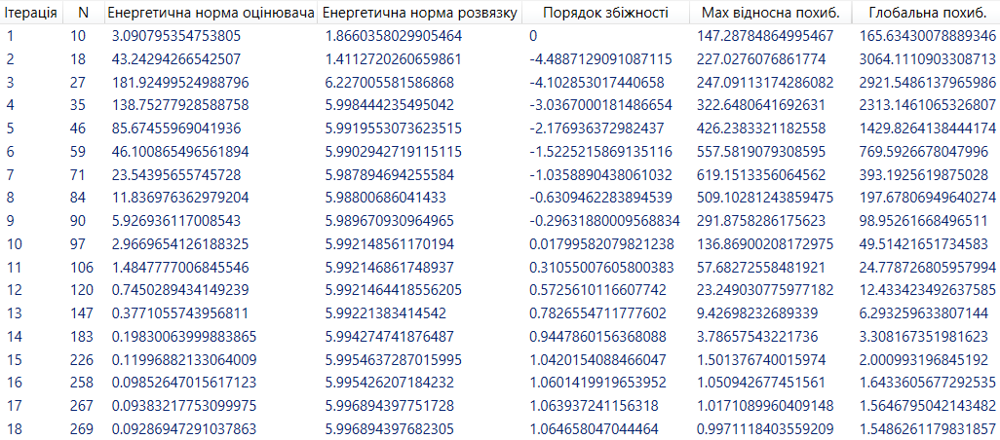 Ітерація N Енергетична норма оцінювача Енергетична норма розвязку Порядок збіжності Max відносна похиб. Глобальна похиб.
1 10 3.090795354753805 1.8660358029905464 0 147.28784864995467 165.63430078889346
2 18 43.24294266542507 1.4112720260659861 -4.4887129091087115 227.0276076861774 3064.1110903308713
3 27 181.92499524988796 6.227005581586868 -4.102853017440658 247.09113174286082 2921.5486137965986
4 35 138.75277928588758 5.998444235495042 -3.0367000181486654 322.6480641692631 2313.1461065326807
5 46 85.67455969041936 5.9919553073623515 -2.176936372982437 426.2383321182558 1429.8264138444174
6 59 46.100865496561894 5.9902942719115115 -1.5225215869135116 557.5819079308595 769.5926678047996
7 71 23.54395655745728 5.987894694255584 -1.0358890438061032 619.1513356064562 393.1925619875028
8 84 11.836976362979204 5.98800686041433 -0.6309462283894539 509.10281243859475 197.67806949640274
9 90 5.926936117008543 5.989670930964965 -0.29631880009568834 291.8758286175623 98.95261668496511
10 97 2.9669654126188325 5.992148561170194 0.01799582079821238 136.86900208172975 49.51421651734583
11 106 1.4847777006845546 5.992146861748937 0.31055007605800383 57.68272558481921 24.778726805957994
12 120 0.7450289434149239 5.9921464418556205 0.5725610116607742 23.249030775977182 12.433423492637585
13 147 0.3771055743956811 5.99221383414542 0.7826554711777602 9.42698232689339 6.293259633807144
14 183 0.19830063999883865 5.994274741876487 0.9447860156368088 3.78657543221736 3.308167351981623
15 226 0.11996882133064009 5.9954637287015995 1.0420154088466047 1.501376740015974 2.000993196845192
16 258 0.09852647015617123 5.995426207184232 1.0601419919653952 1.050942677451561 1.6433605677292535
17 267 0.09383217753099975 5.996894397751728 1.063937241156318 1.0171089960409148 1.5646795042143482
18 269 0.09286947291037863 5.996894397682305 1.064658047044464 0.9971118403559209 1.5486261179831857